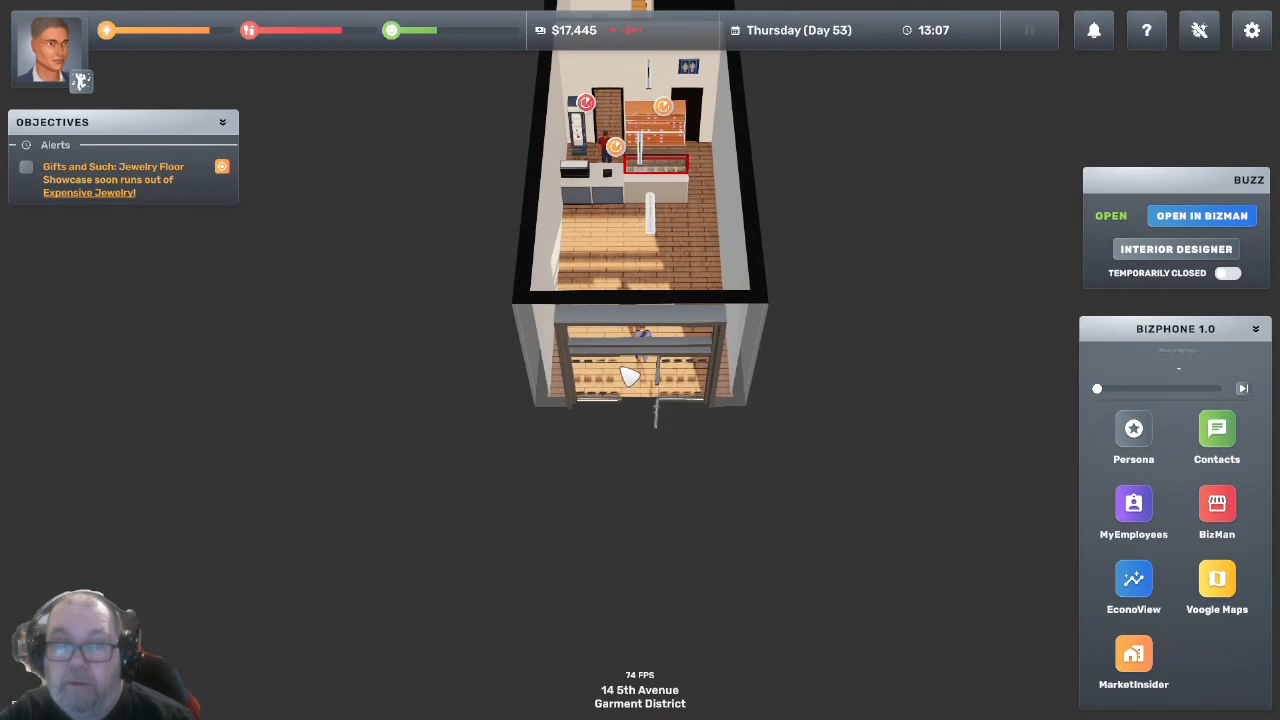 $17,445
Thursday (Day 53)
13:07
?
OBJECTIVES
Alerts
Gifts and Such: Jewelry Floor
Showcase soon runs out of
Expensive Jewelry!
BUZZ
OPEN
OPEN IN BIZMAN
INTERIOR DESIGNER
TEMPORARILY CLOSED
BIZPHONE 1.0
Now playing...
-
Persona
Contacts
MyEmployees
BizMan
EconoView
Voogle Maps
MarketInsider
74 FPS
14 5th Avenue
Garment District